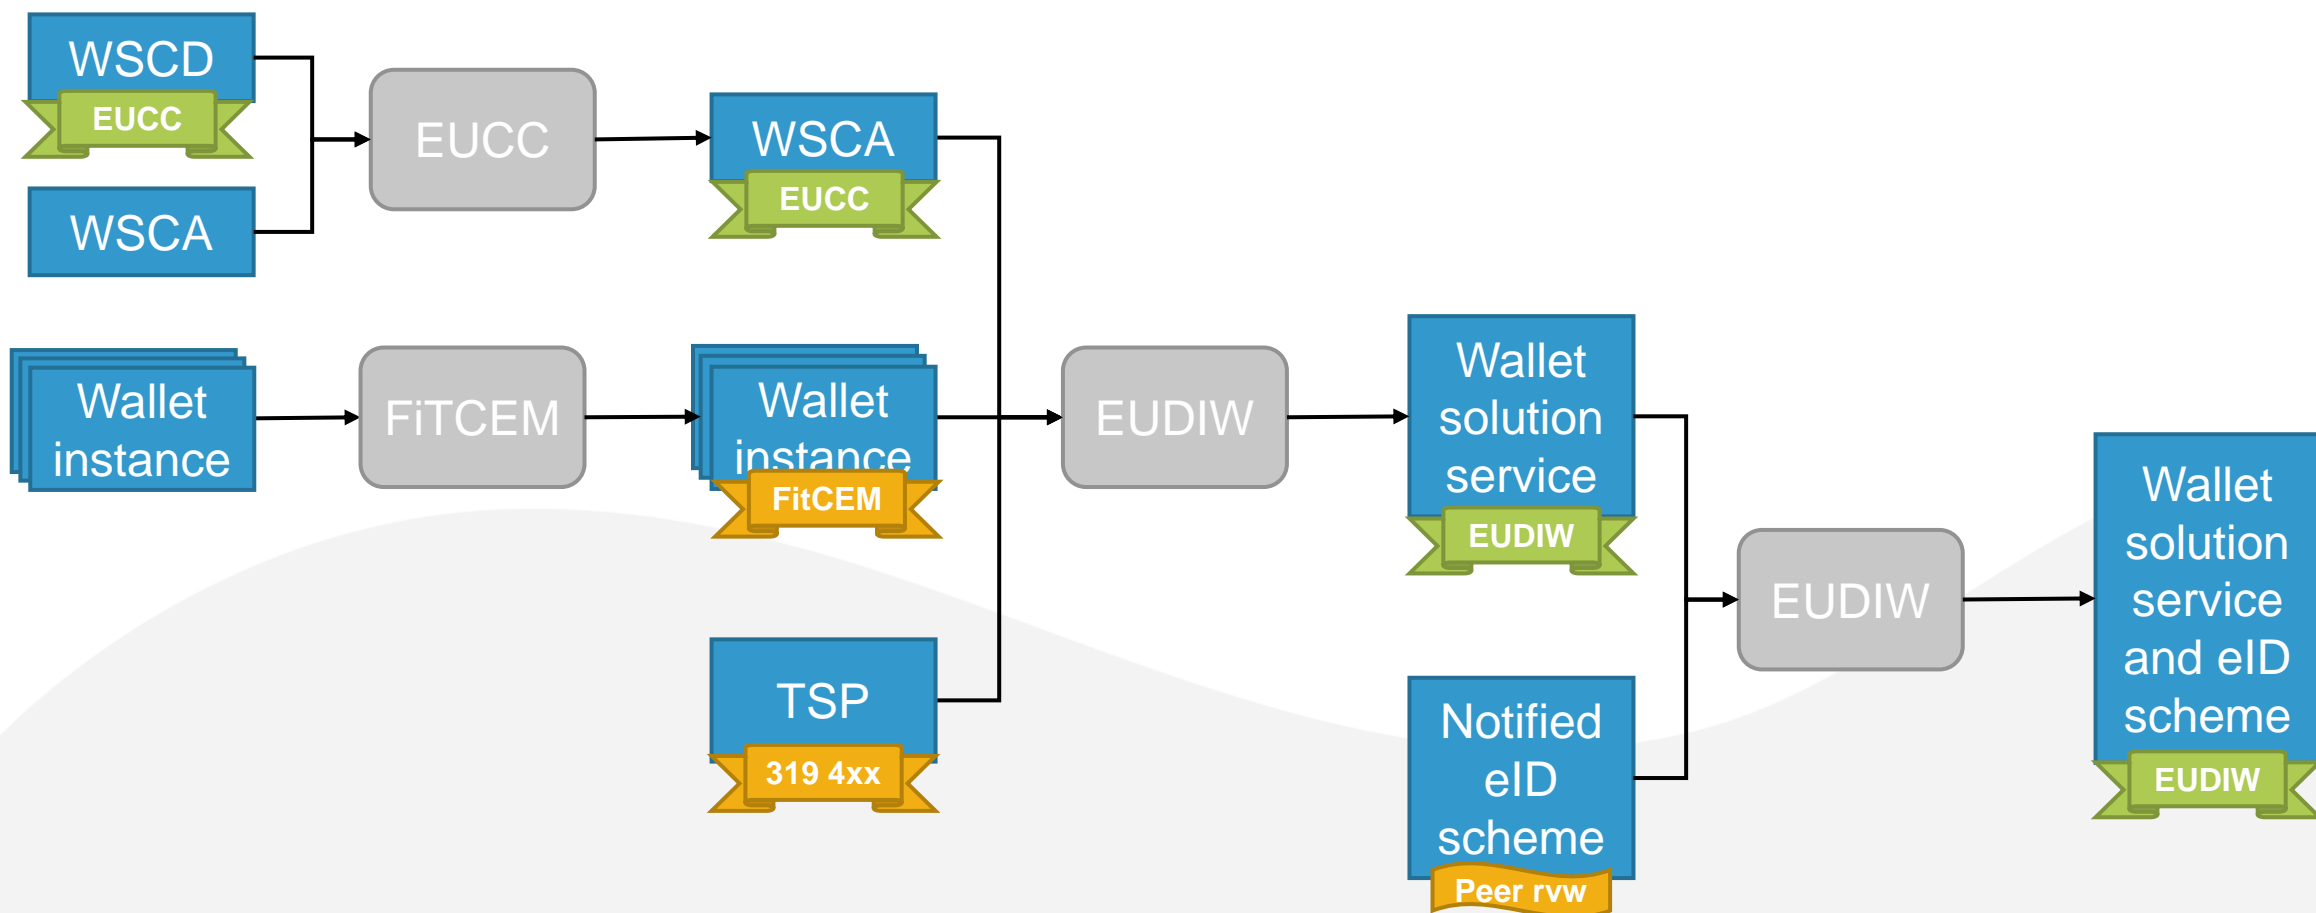 WSCD
EUCC
WSCA
EUCC
WSCA
EUCC
Wallet
instance
FiTCEM
Wallet
instance
FitCEM
TSP
319 4xx
EUDIW
Wallet
solution
service
EUDIW
Notified
eID
scheme
Peer rvw
EUDIW
Wallet
solution
service
and eID
scheme
EUDIW